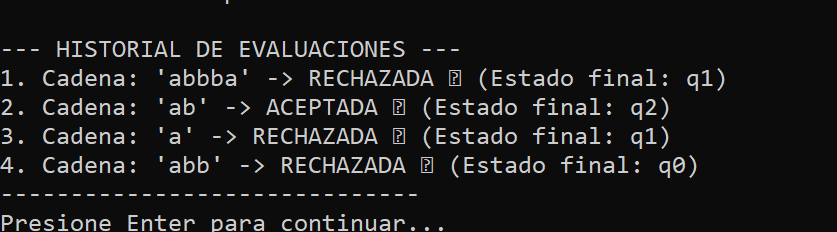 --- HISTORIAL DE EVALUACIONES ---
1. Cadena: 'abbba' -> RECHAZADA ⍰ (Estado final: q1)
2. Cadena: 'ab' -> ACEPTADA ⍰ (Estado final: q2)
3. Cadena: 'a' -> RECHAZADA ⍰ (Estado final: q1)
4. Cadena: 'abb' -> RECHAZADA ⍰ (Estado final: q0)
------------------------------
Presione Enter para continuar...